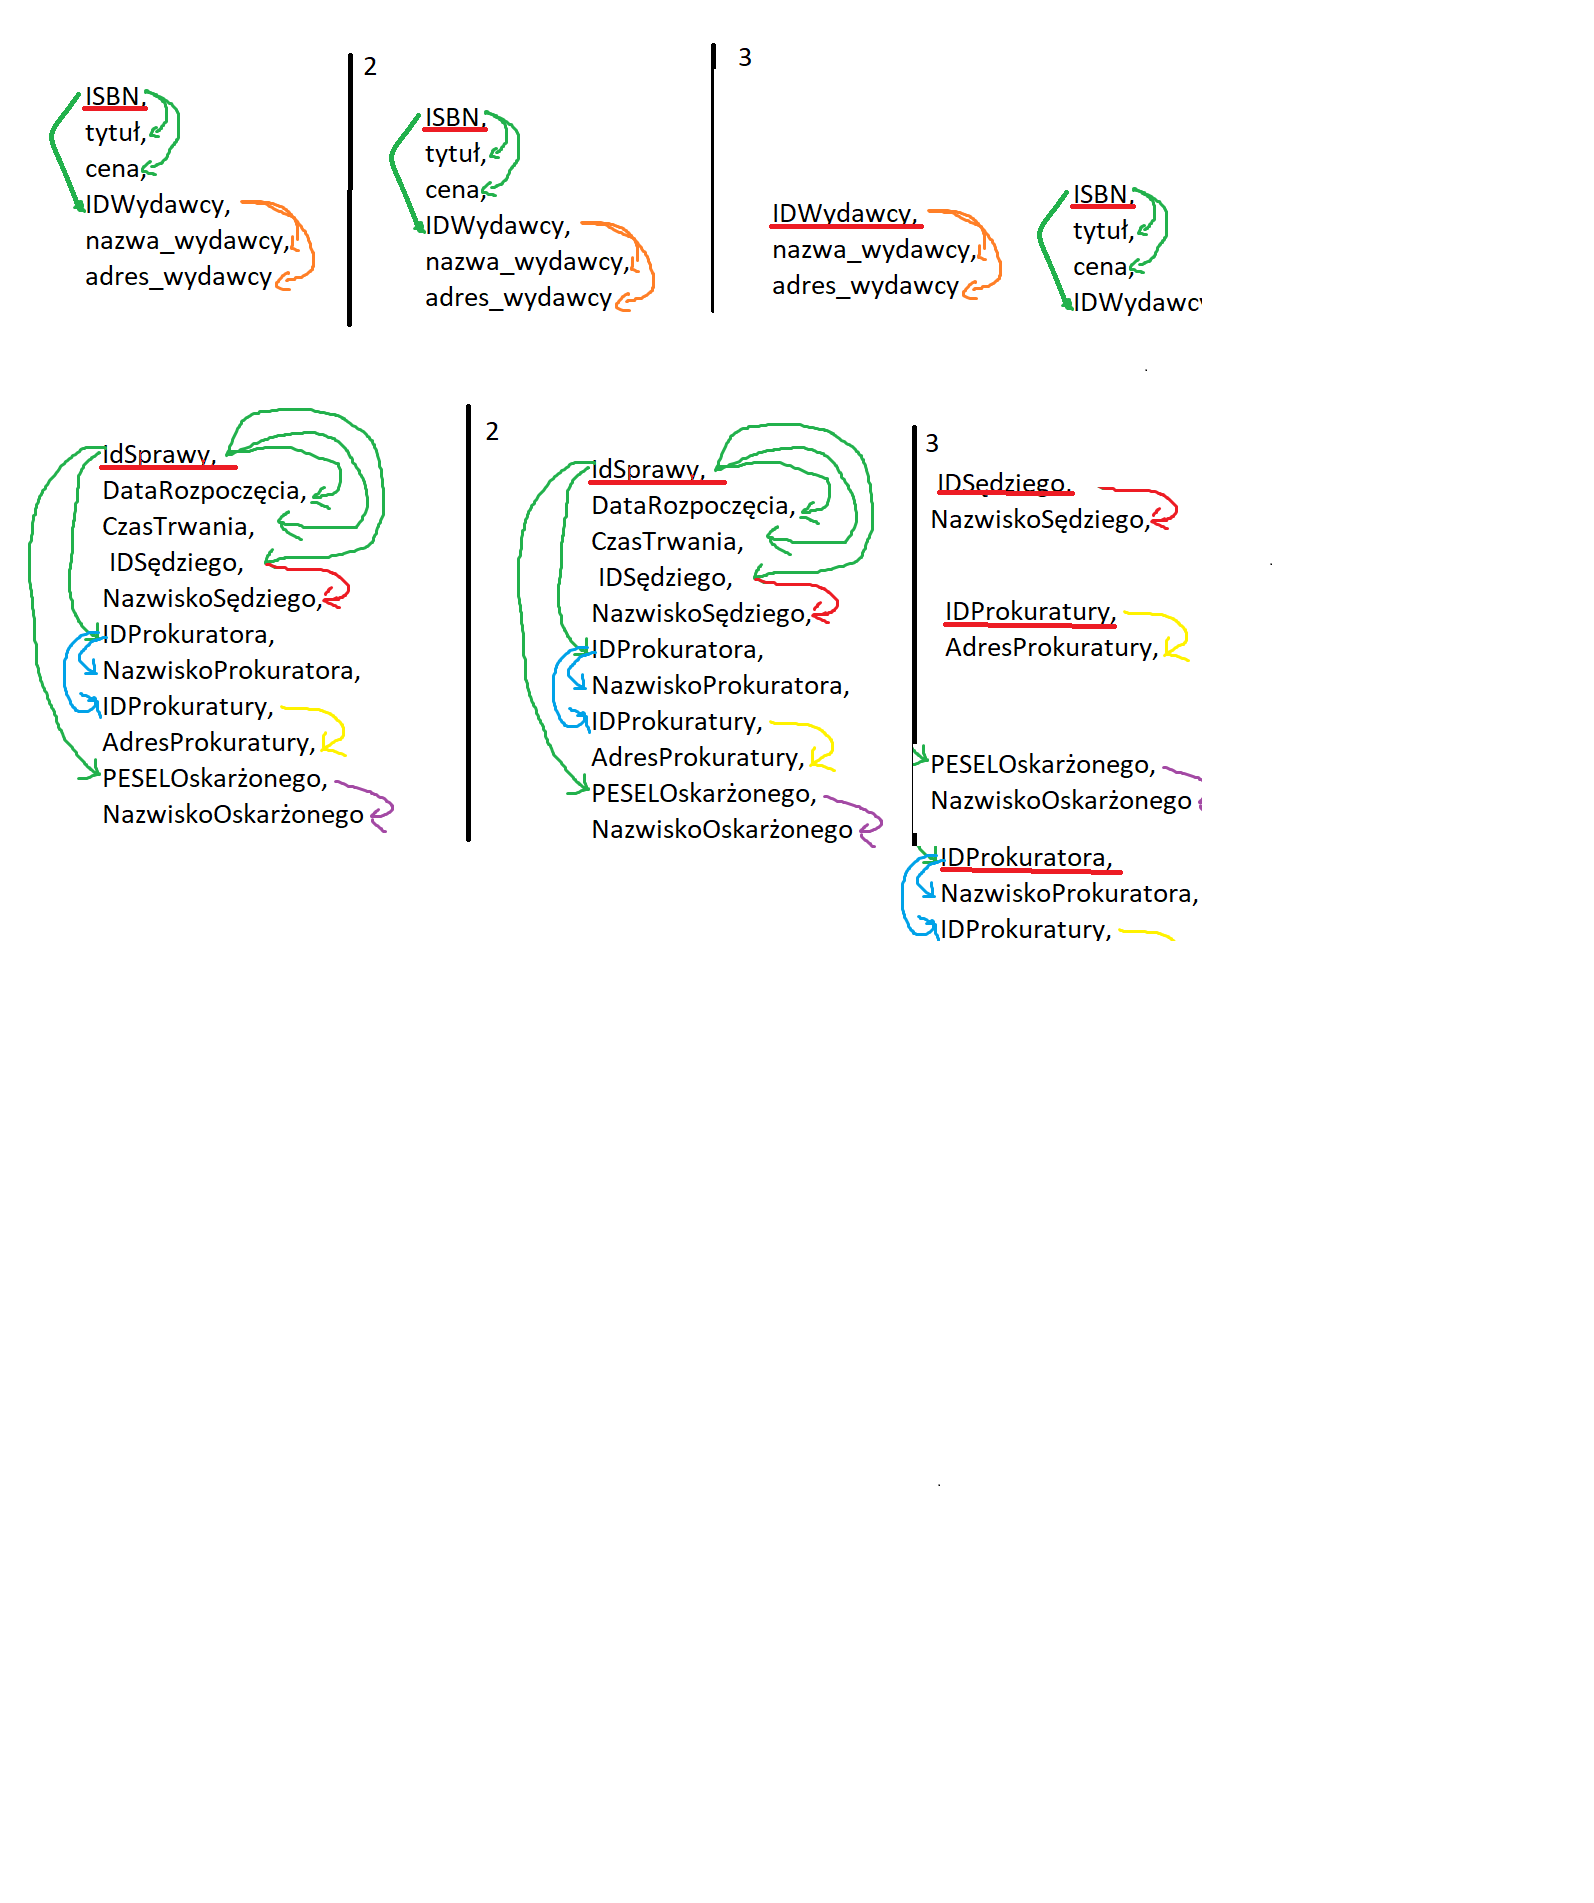 ISBN,
tytuł,
cena,
IDWydawcy,
nazwa_wydawcy,
adres_wydawcy
2
ISBN,
tytuł,
cena,
IDWydawcy,
nazwa_wydawcy,
adres_wydawcy
3
IDWydawcy,
nazwa_wydawcy,
adres_wydawcy
ISBN,
tytuł,
cena,
IDWydawcy
IdSprawy,
DataRozpoczęcia,
CzasTrwania,
IDSędziego,
NazwiskoSędziego,
IDProkuratora,
NazwiskoProkuratora,
IDProkuratury,
AdresProkuratury,
PESELOskarżonego,
NazwiskoOskarżonego
2
IdSprawy,
DataRozpoczęcia,
CzasTrwania,
IDSędziego,
NazwiskoSędziego,
IDProkuratora,
NazwiskoProkuratora,
IDProkuratury,
AdresProkuratury,
PESELOskarżonego,
NazwiskoOskarżonego
3
IDSędziego,
NazwiskoSędziego,
IDProkuratury,
AdresProkuratury,
PESELOskarżonego,
NazwiskoOskarżonego
IDProkuratora,
NazwiskoProkuratora,
IDProkuratury,